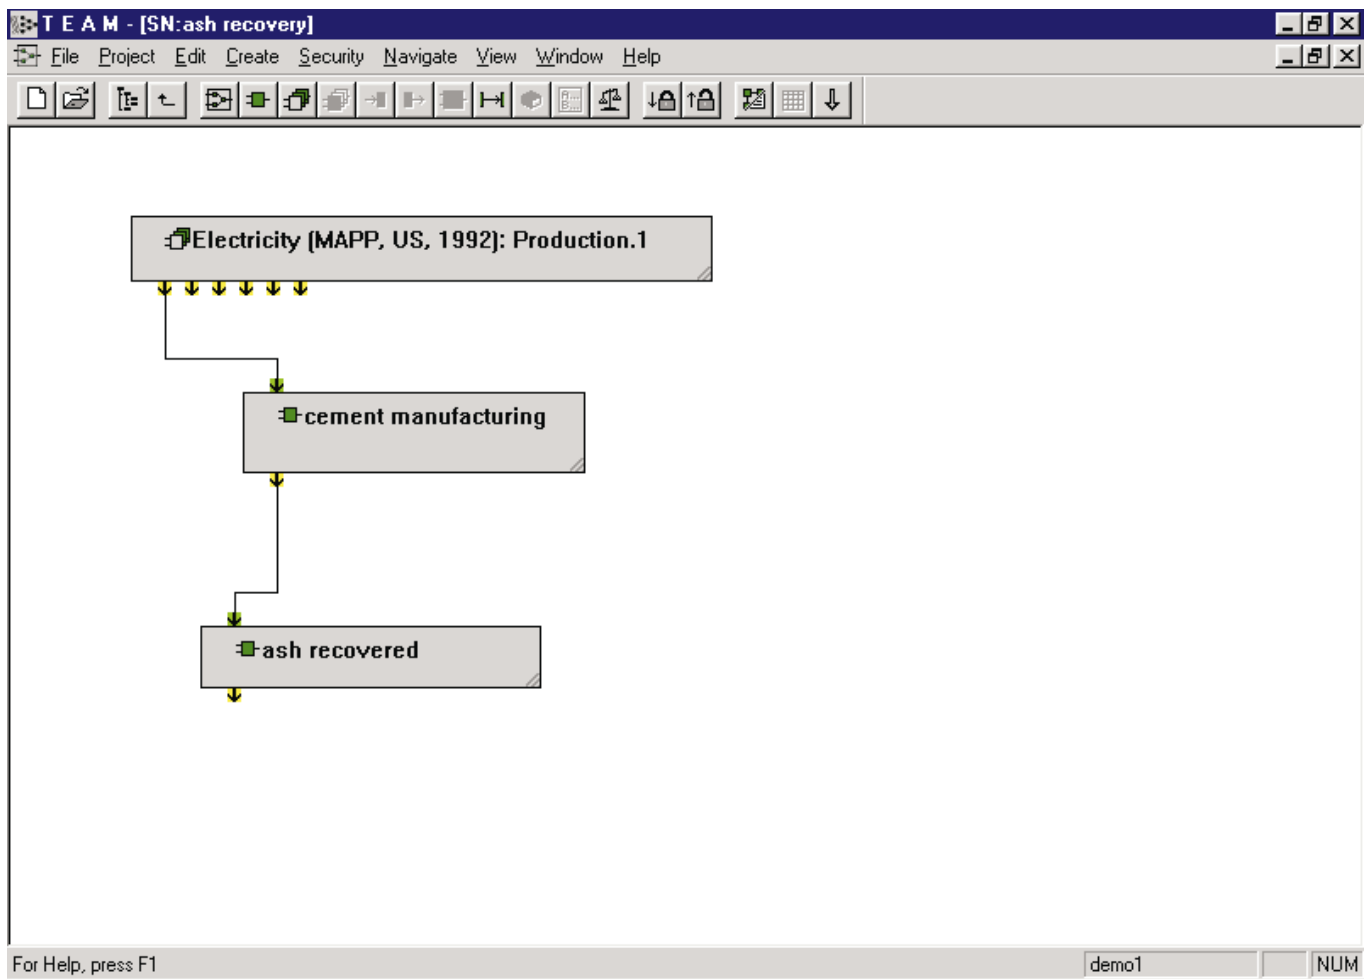 T E A M - [SN:ash recovery]
File Project Edit Create Security Navigate View Window Help
Electricity (MAPP, US, 1992): Production.1
cement manufacturing
ash recovered
For Help, press F1 demo1 NUM